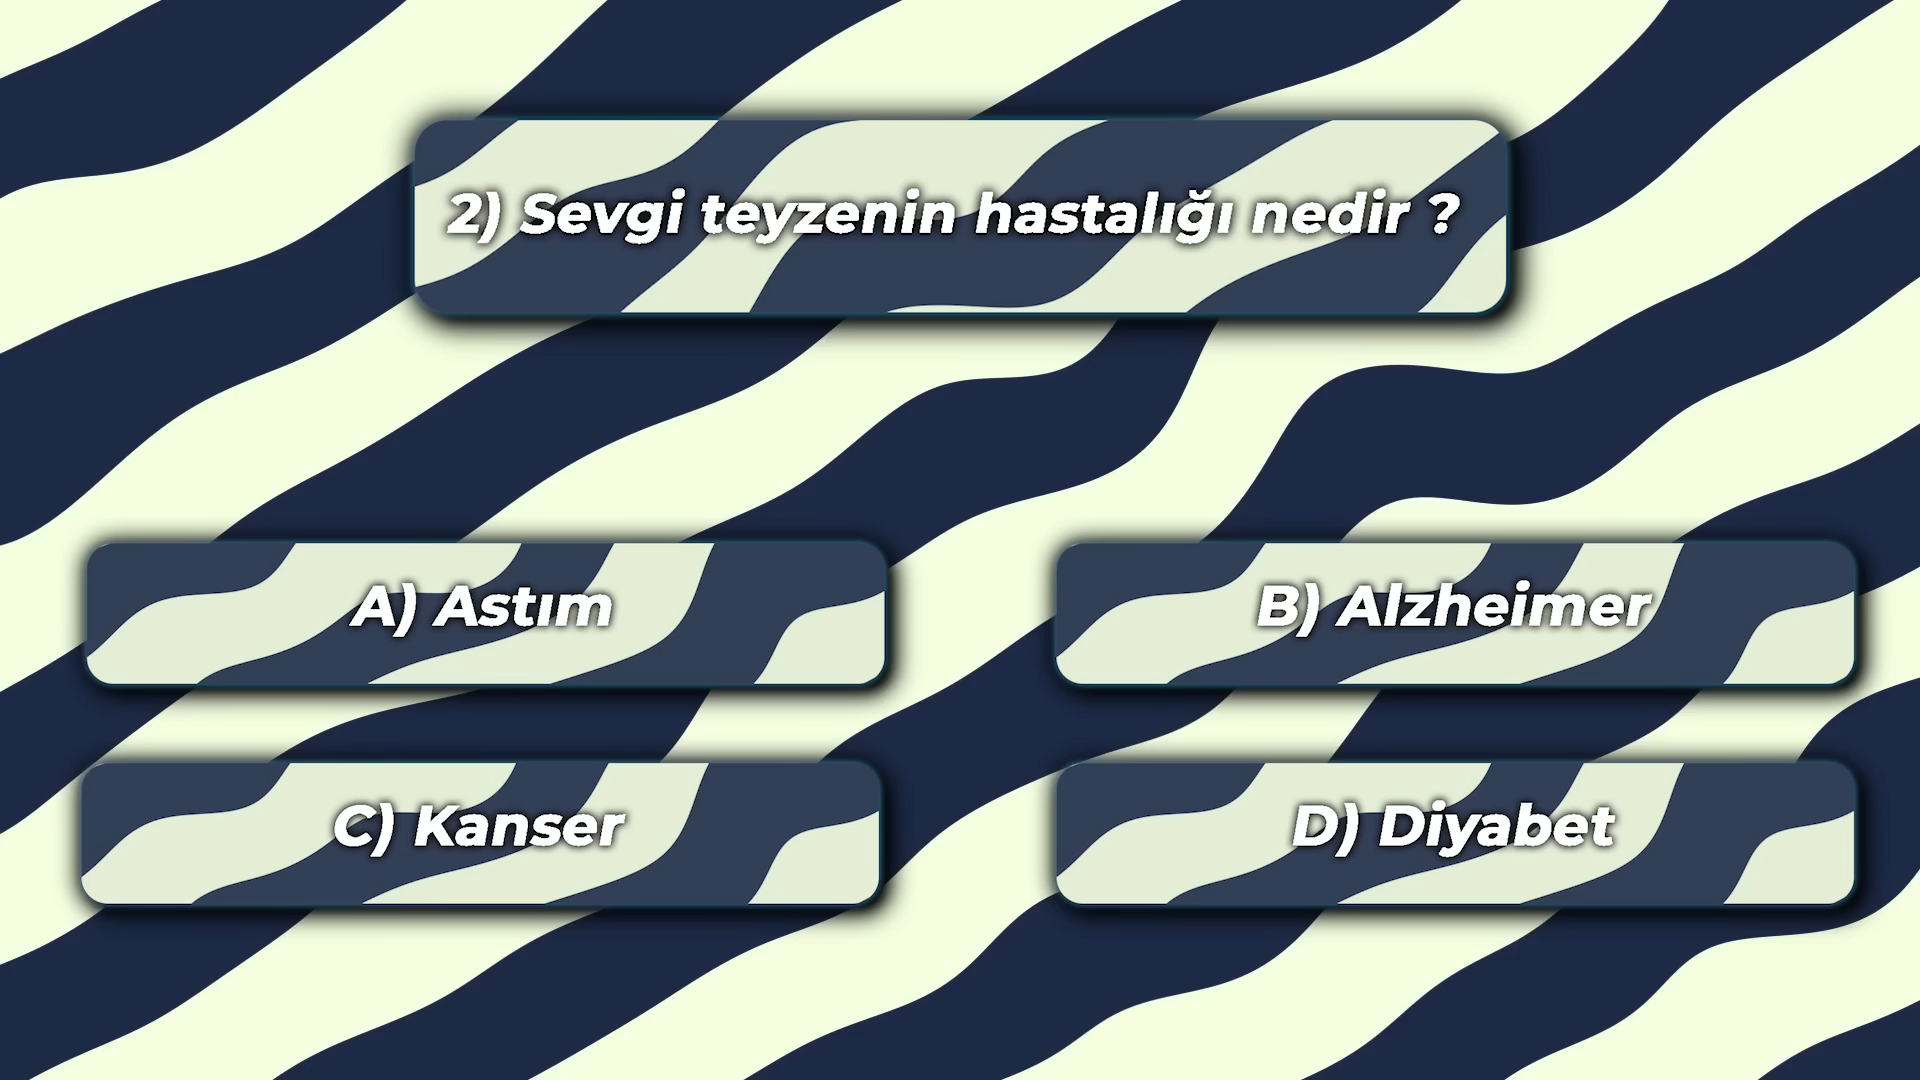 2) Sevgi teyzenin hastalığı nedir ?
A) Astım
B) Alzheimer
C) Kanser
D) Diyabet